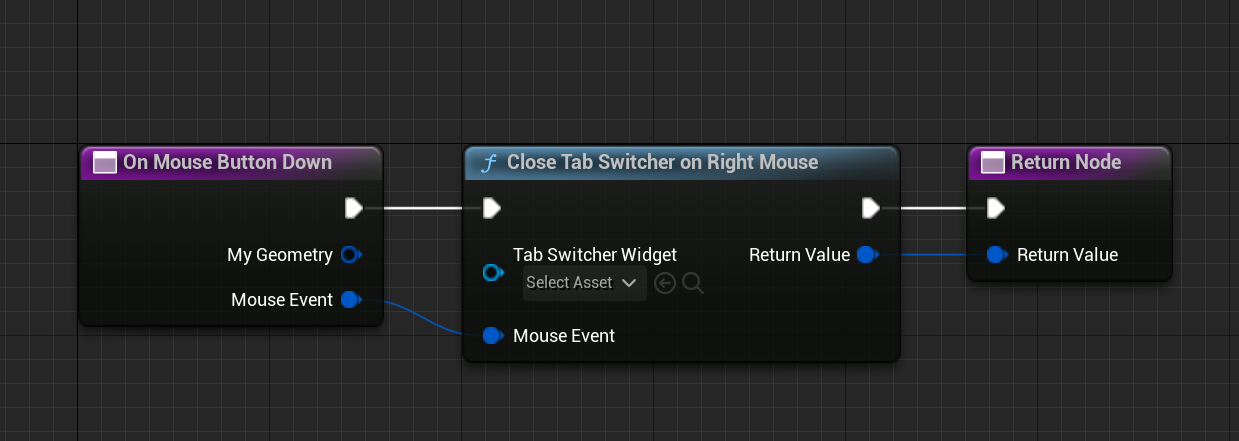 On Mouse Button Down
My Geometry
Mouse Event
Close Tab Switcher on Right Mouse
Tab Switcher Widget
Select Asset
Mouse Event
Return Value
Return Node
Return Value